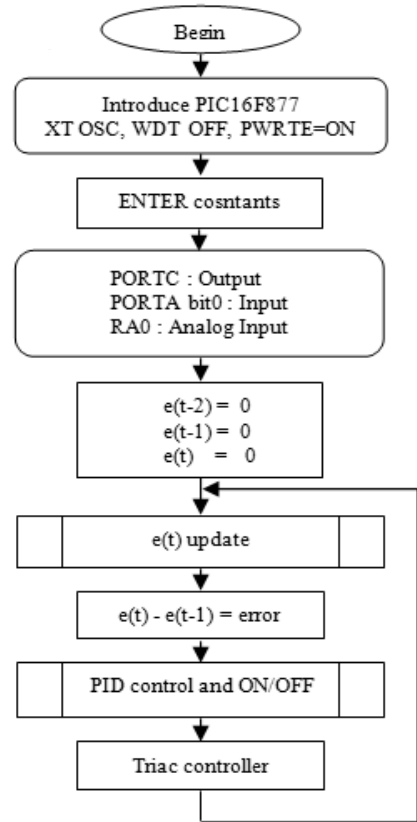 Begin
Introduce PIC16F877
XT OSC, WDT OFF, PWRTE=ON
ENTER cosntants
PORTC : Output
PORTA bit0 : Input
RA0 : Analog Input
e(t-2) = 0
e(t-1) = 0
e(t) = 0
e(t) update
e(t) - e(t-1) = error
PID control and ON/OFF
Triac controller